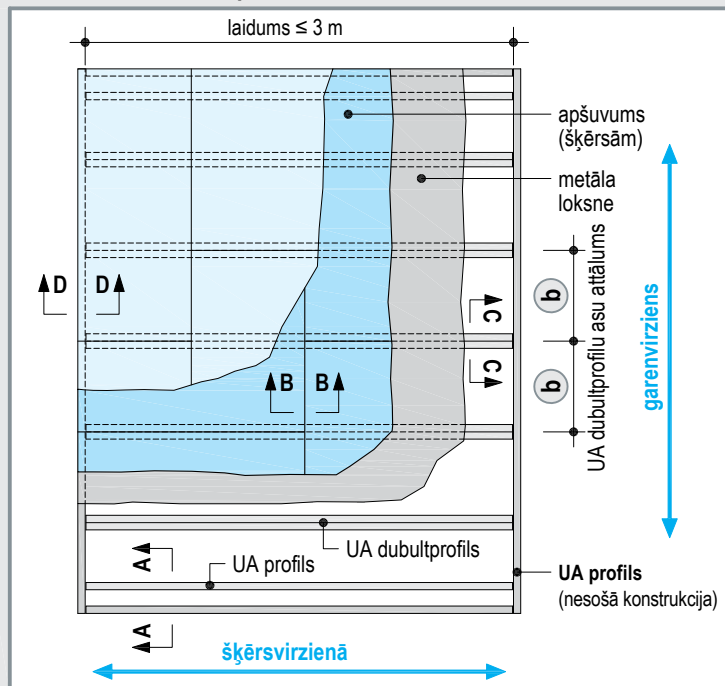 laidums ≤ 3 m
apšuvums
(šķērsām)
metāla
loksne
D
D
C
C
B
B
b
b
UA dubultprofilu asu attālums
garenvirziens
UA dubultprofils
UA profils
A
A
UA profils
(nesošā konstrukcija)
šķērsvirzienā